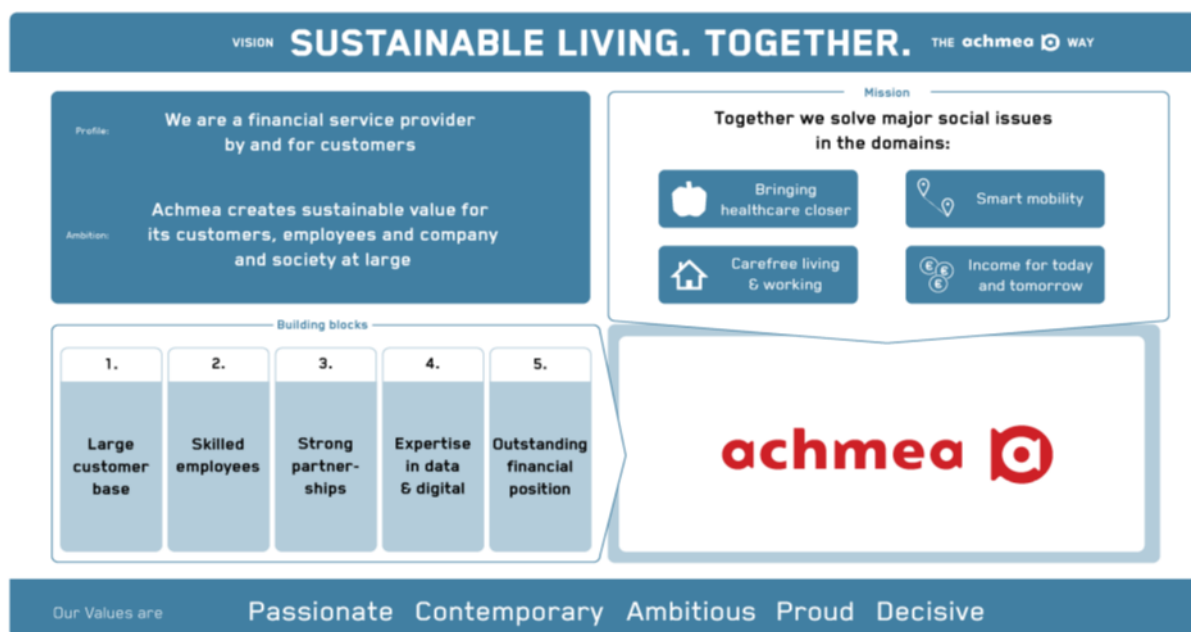 VISION SUSTAINABLE LIVING. TOGETHER. THE achmea WAY
Profile:
We are a financial service provider
by and for customers
Ambition:
Achmea creates sustainable value for
its customers, employees and company
and society at large
Mission
Together we solve major social issues
in the domains:
Bringing
healthcare closer
Smart mobility
Carefree living
& working
Income for today
and tomorrow
Building blocks
1.
Large
customer
base
2.
Skilled
employees
3.
Strong
partner-
ships
4.
Expertise
in data
& digital
5.
Outstanding
financial
position
achmea
Our Values are Passionate Contemporary Ambitious Proud Decisive